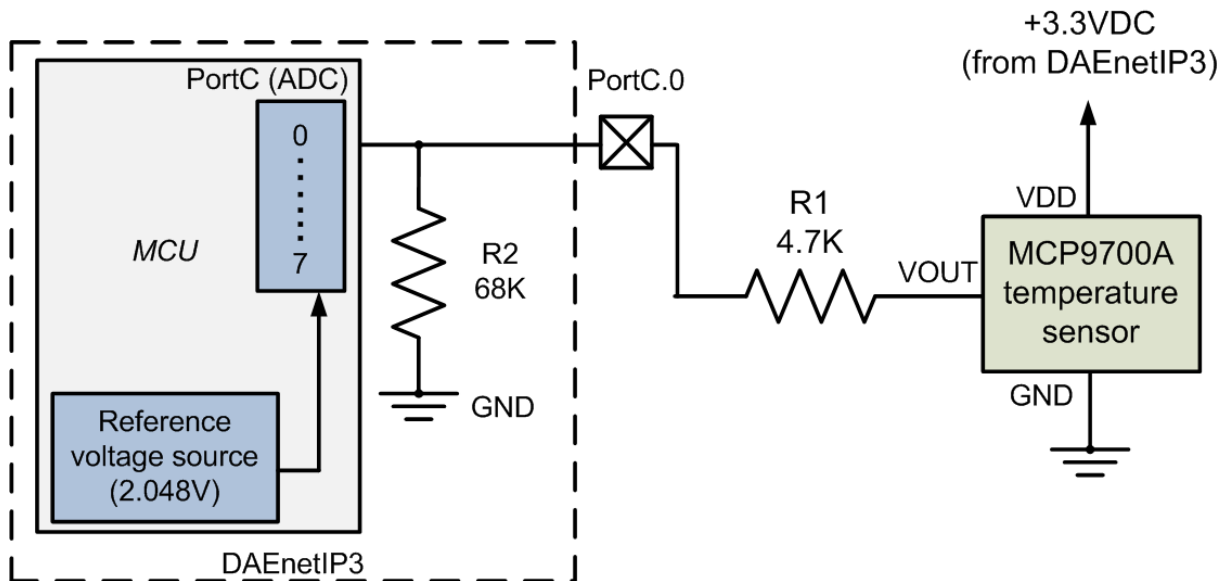 +3.3VDC
(from DAEnetIP3)
PortC (ADC)
PortC.0
0
7
MCU
R2
68K
R1
4.7K
VDD
VOUT
MCP9700A
temperature
sensor
GND
GND
Reference
voltage source
(2.048V)
DAEnetIP3